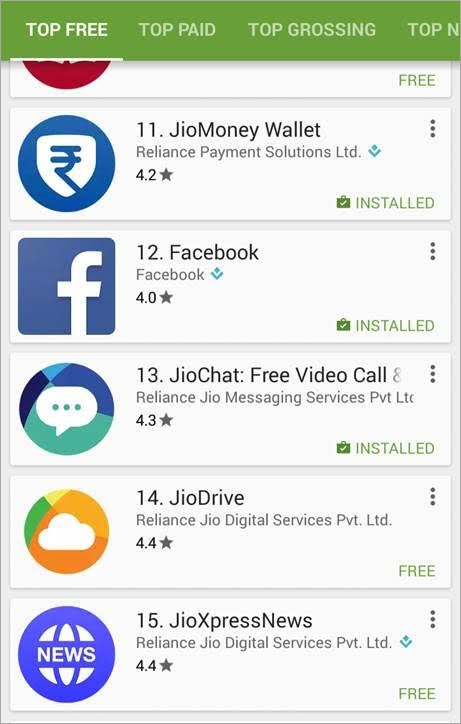 TOP FREE TOP PAID TOP GROSSING TOP N
FREE
11. JioMoney Wallet
Reliance Payment Solutions Ltd.
4.2
INSTALLED
12. Facebook
Facebook
4.0
INSTALLED
13. JioChat: Free Video Call &
Reliance Jio Messaging Services Pvt Ltd
4.3
INSTALLED
14. JioDrive
Reliance Jio Digital Services Pvt. Ltd.
4.4
FREE
NEWS
15. JioXpressNews
Reliance Jio Digital Services Pvt. Ltd.
4.4
FREE